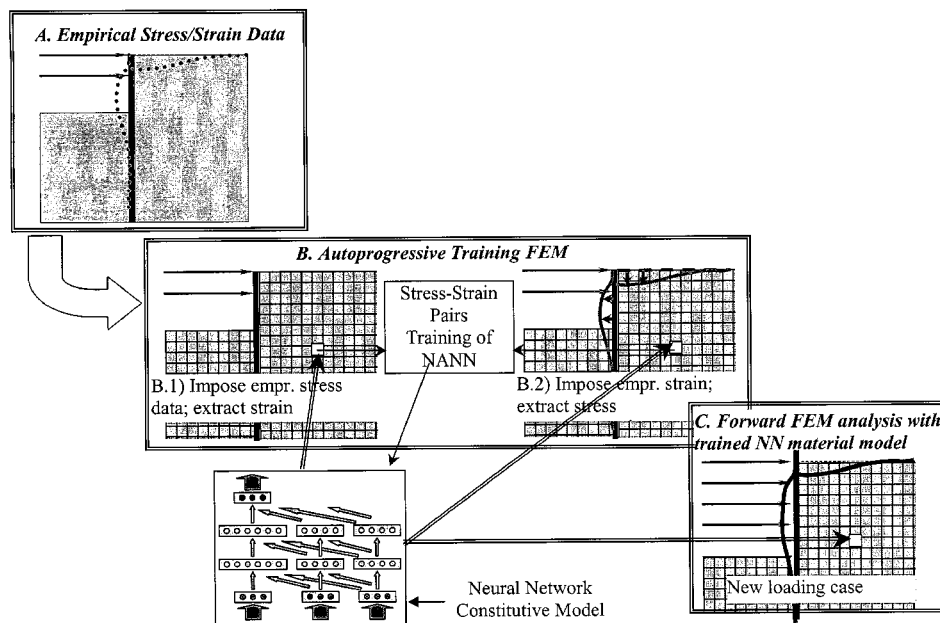 A. Empirical Stress/Strain Data
B. Autoprogressive Training FEM
Stress-Strain
Pairs
Training of
NANN
B.1) Impose empr. stress
data; extract strain
B.2) Impose empr. strain;
extract stress
C. Forward FEM analysis with
trained NN material model
New loading case
Neural Network
Constitutive Model